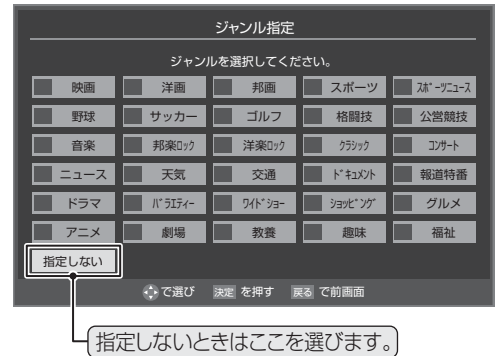 ジャンル指定
ジャンルを選択してください。
映画 洋画 邦画 スポーツ ｽﾎﾟｰﾂﾆｭｰｽ
野球 サッカー ゴルフ 格闘技 公営競技
音楽 邦楽ﾛｯｸ 洋楽ﾛｯｸ ｸﾗｼｯｸ ｺﾝｻｰﾄ
ニュース 天気 交通 ﾄﾞｷｭﾒﾝﾄ 報道特番
ドラマ ﾊﾞﾗｴﾃｨｰ ﾜｲﾄﾞｼｮｰ ｼｮｯﾋﾟﾝｸﾞ グルメ
アニメ 劇場 教養 趣味 福祉
指定しない
で選び 決定 を押す 戻る で前画面
指定しないときはここを選びます。